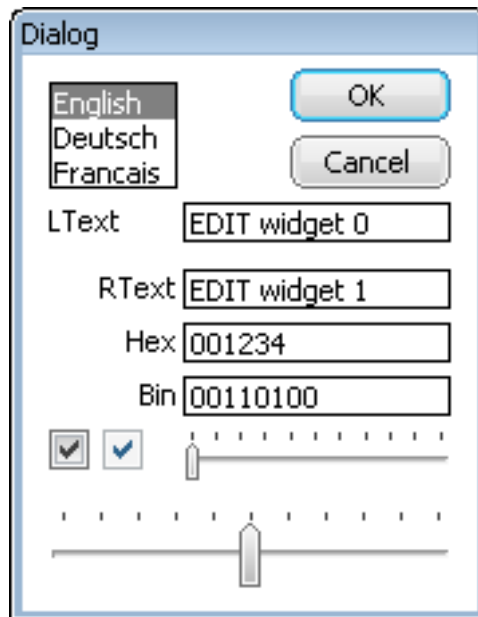 Dialog
English
Deutsch
Francais
OK
Cancel
LText EDIT widget 0
RText EDIT widget 1
Hex 001234
Bin 00110100